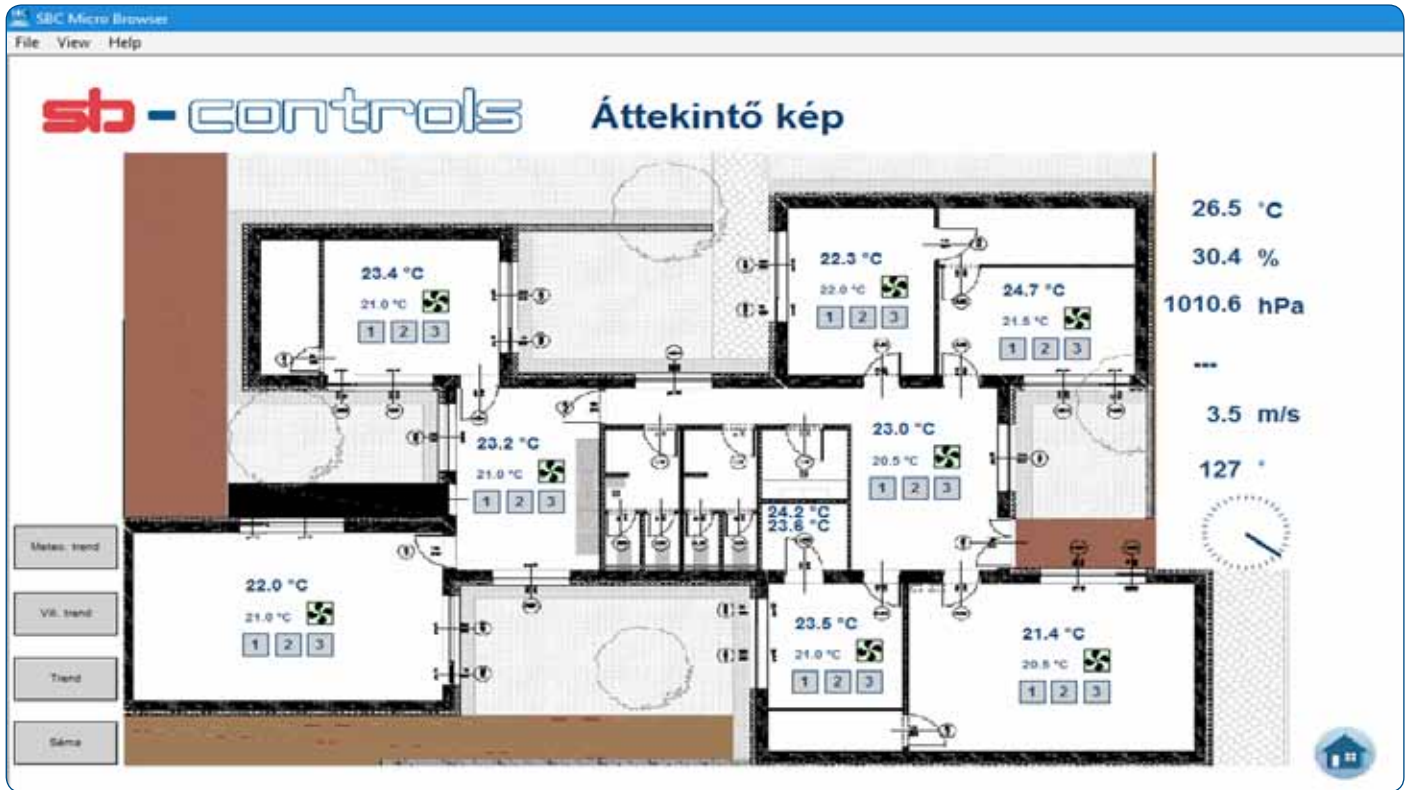 SBC Micro Browser
File View Help
sb-controls
Áttekintő kép
26.5 °C
30.4 %
1010.6 hPa
---
3.5 m/s
127 °
23.4 °C
21.0 °C
1 2 3
22.3 °C
22.0 °C
1 2 3
24.7 °C
21.5 °C
1 2 3
23.2 °C
21.0 °C
1 2 3
23.0 °C
20.5 °C
1 2 3
24.2 °C
23.6 °C
22.0 °C
21.0 °C
1 2 3
23.5 °C
21.0 °C
1 2 3
21.4 °C
20.5 °C
1 2 3
Meteo. trend
Vill. trend
Trend
Séma